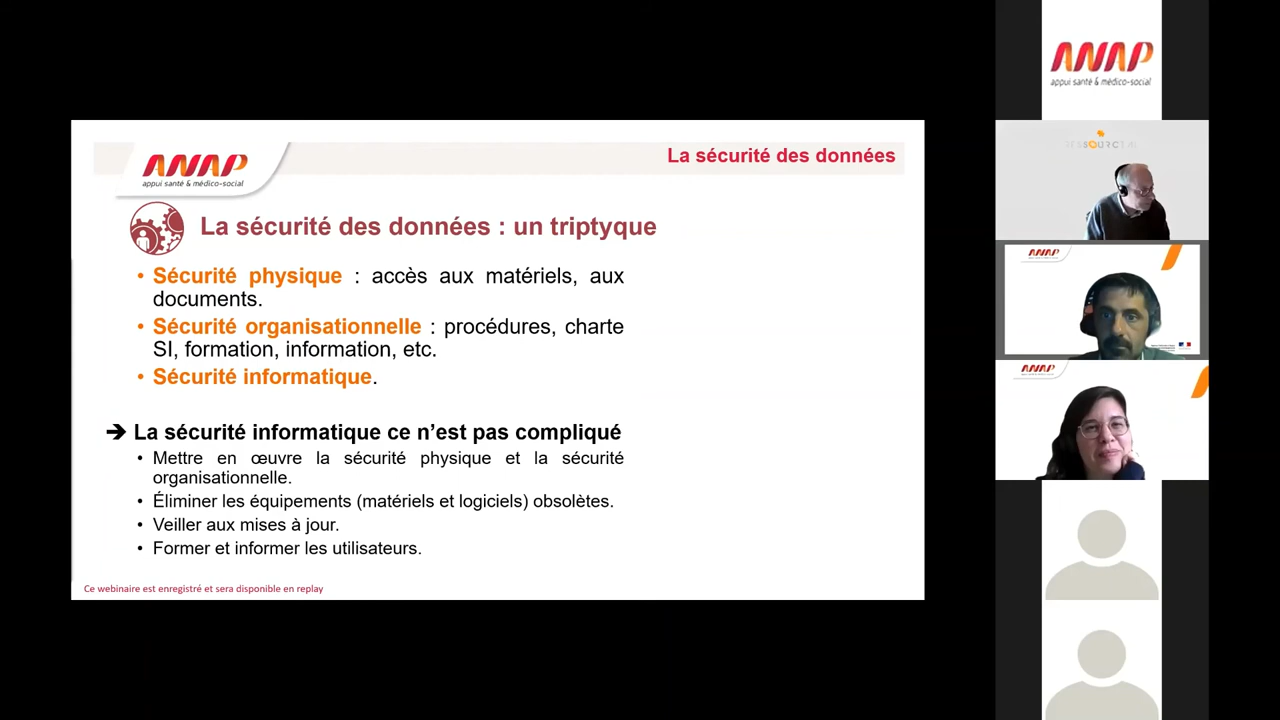 La sécurité des données
ANAP
appui santé & médico-social
La sécurité des données : un triptyque
• Sécurité physique : accès aux matériels, aux
documents.
• Sécurité organisationnelle : procédures, charte
SI, formation, information, etc.
• Sécurité informatique.
➔ La sécurité informatique ce n’est pas compliqué
• Mettre en œuvre la sécurité physique et la sécurité
organisationnelle.
• Éliminer les équipements (matériels et logiciels) obsolètes.
• Veiller aux mises à jour.
• Former et informer les utilisateurs.
Ce webinaire est enregistré et sera disponible en replay
ANAP
appui santé & médico-social
ANAP
ANAP